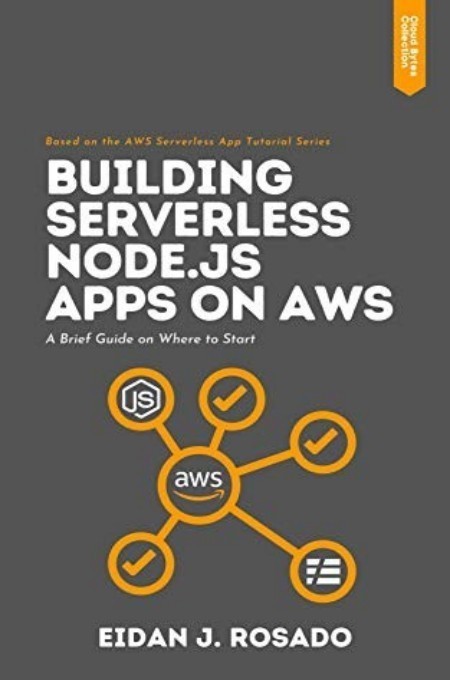 Cloud Bytes
Collection
Based on the AWS Serverless App Tutorial Series
BUILDING
SERVERLESS
NODE.JS
APPS ON AWS
A Brief Guide on Where to Start
JS
aws
EIDAN J. ROSADO